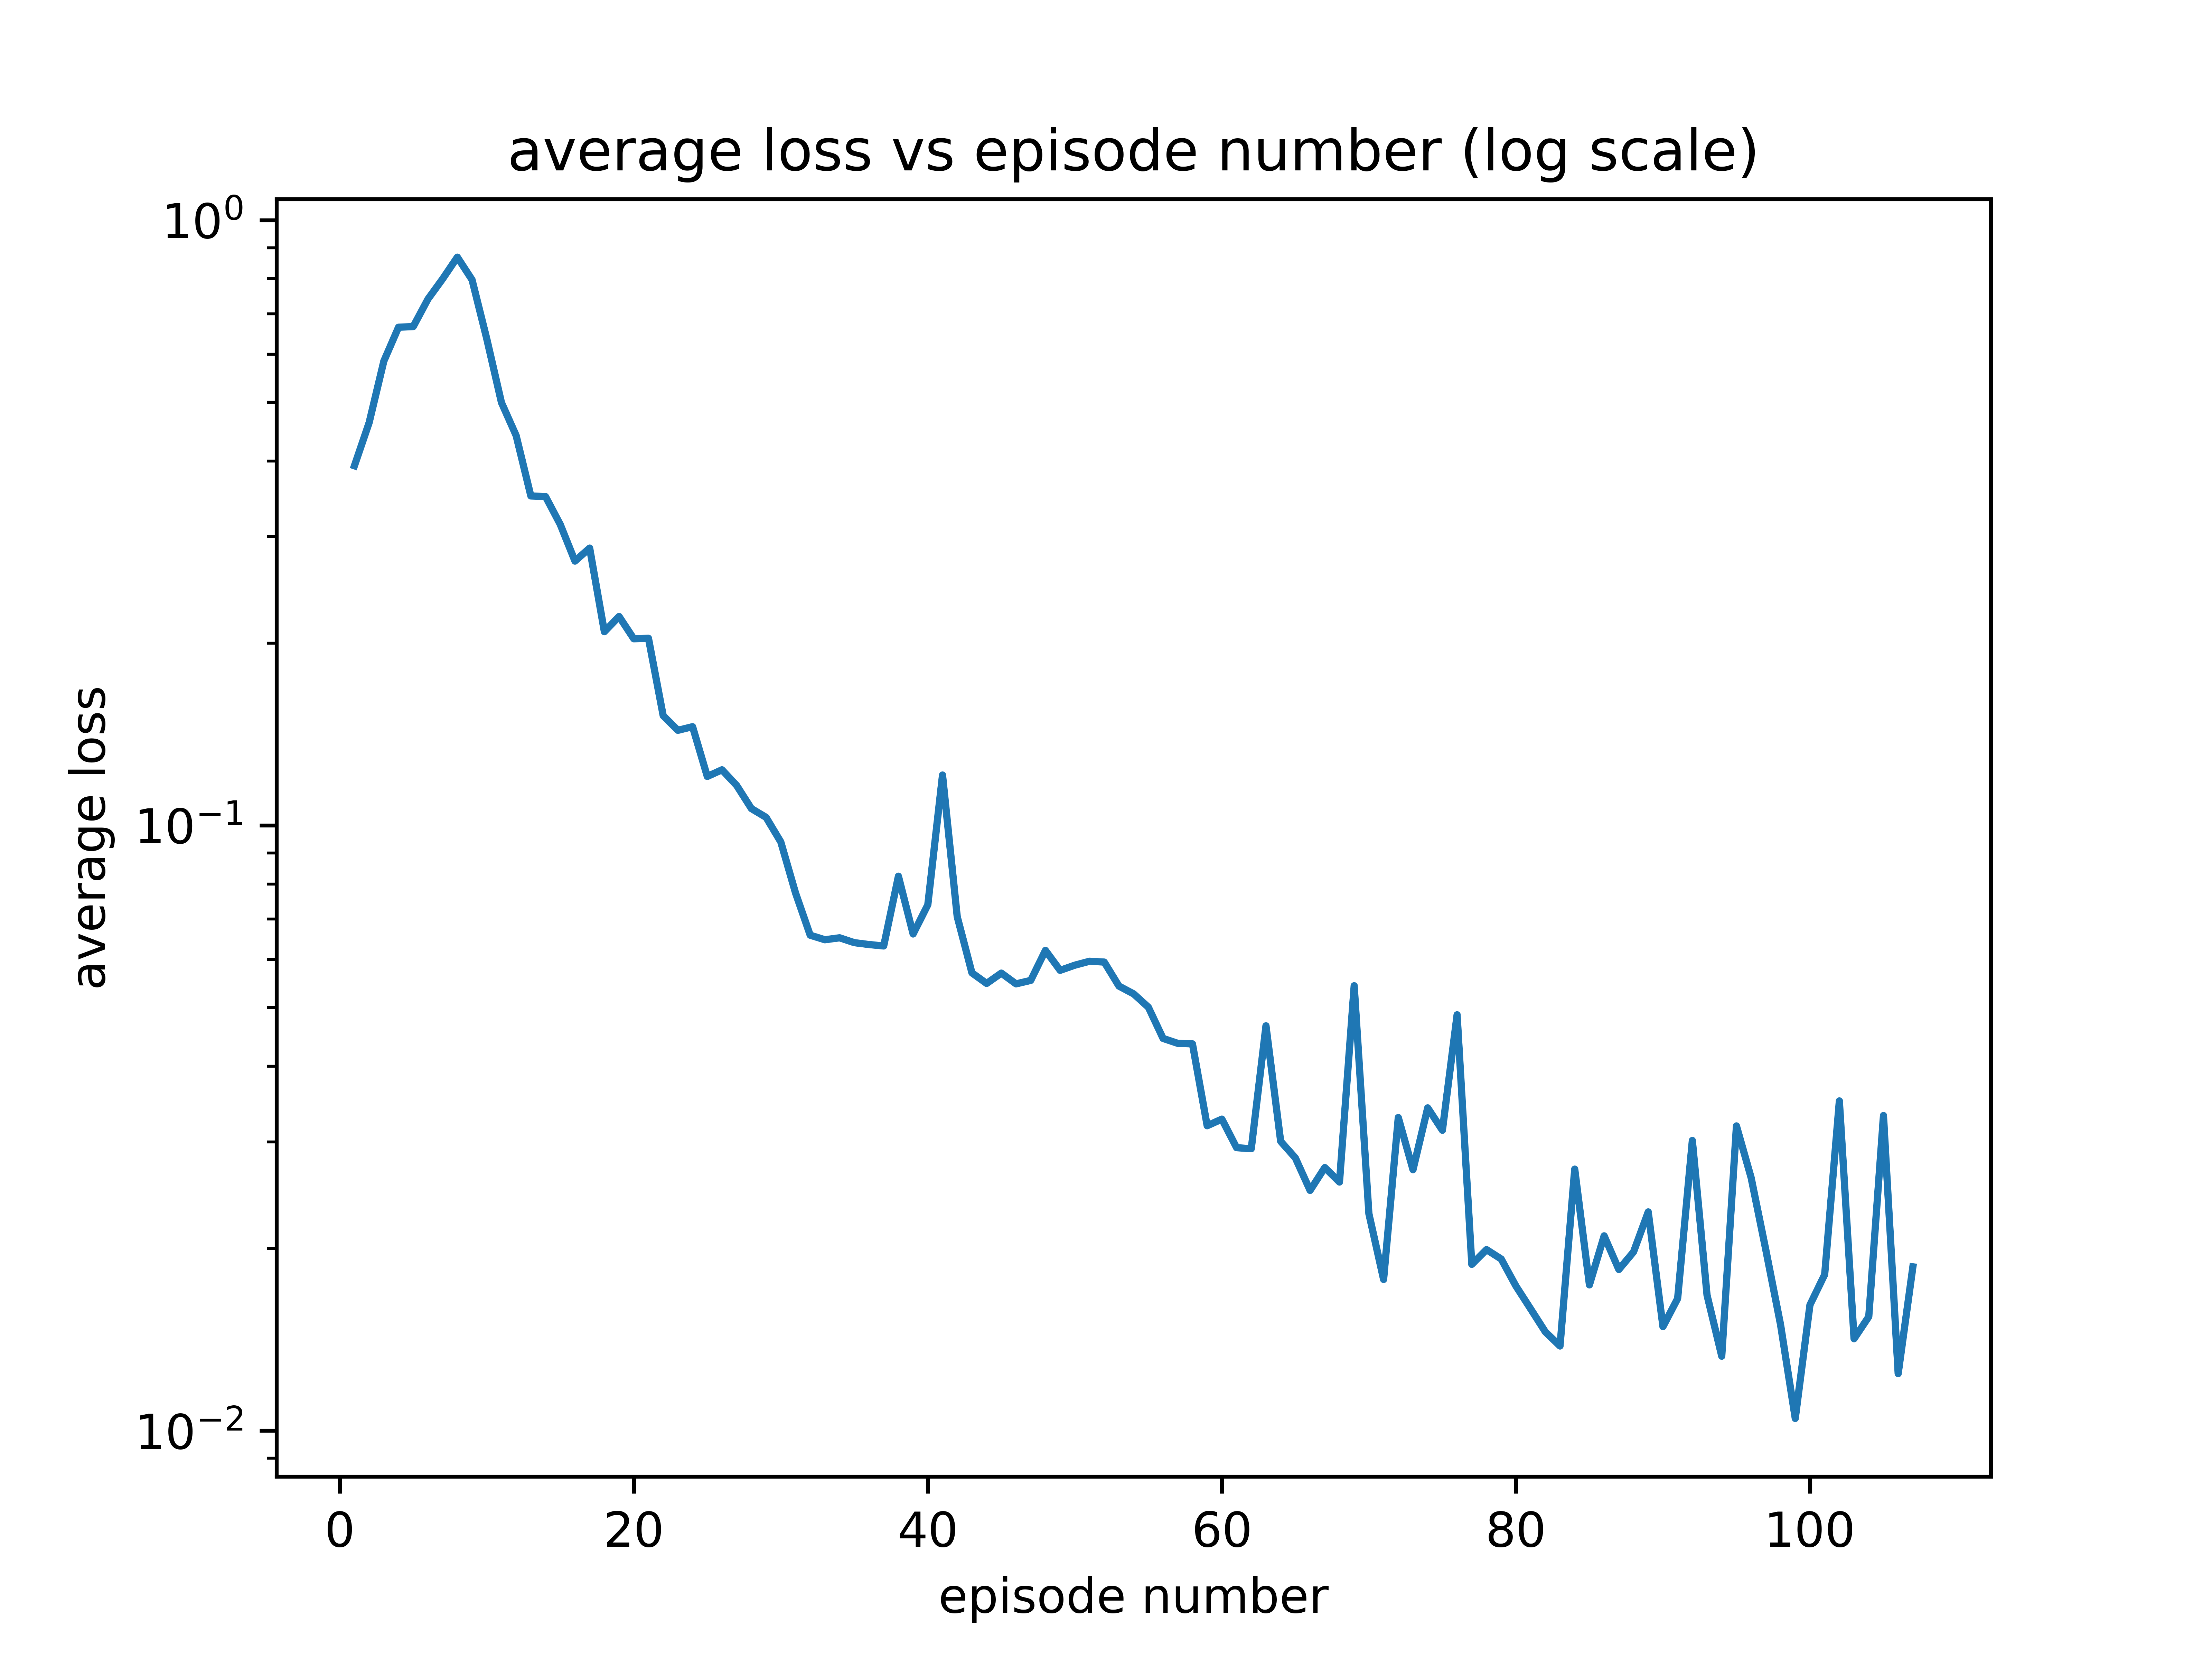 average loss vs episode number (log scale)
10⁰
10⁻¹
10⁻²
average loss
0 20 40 60 80 100
episode number